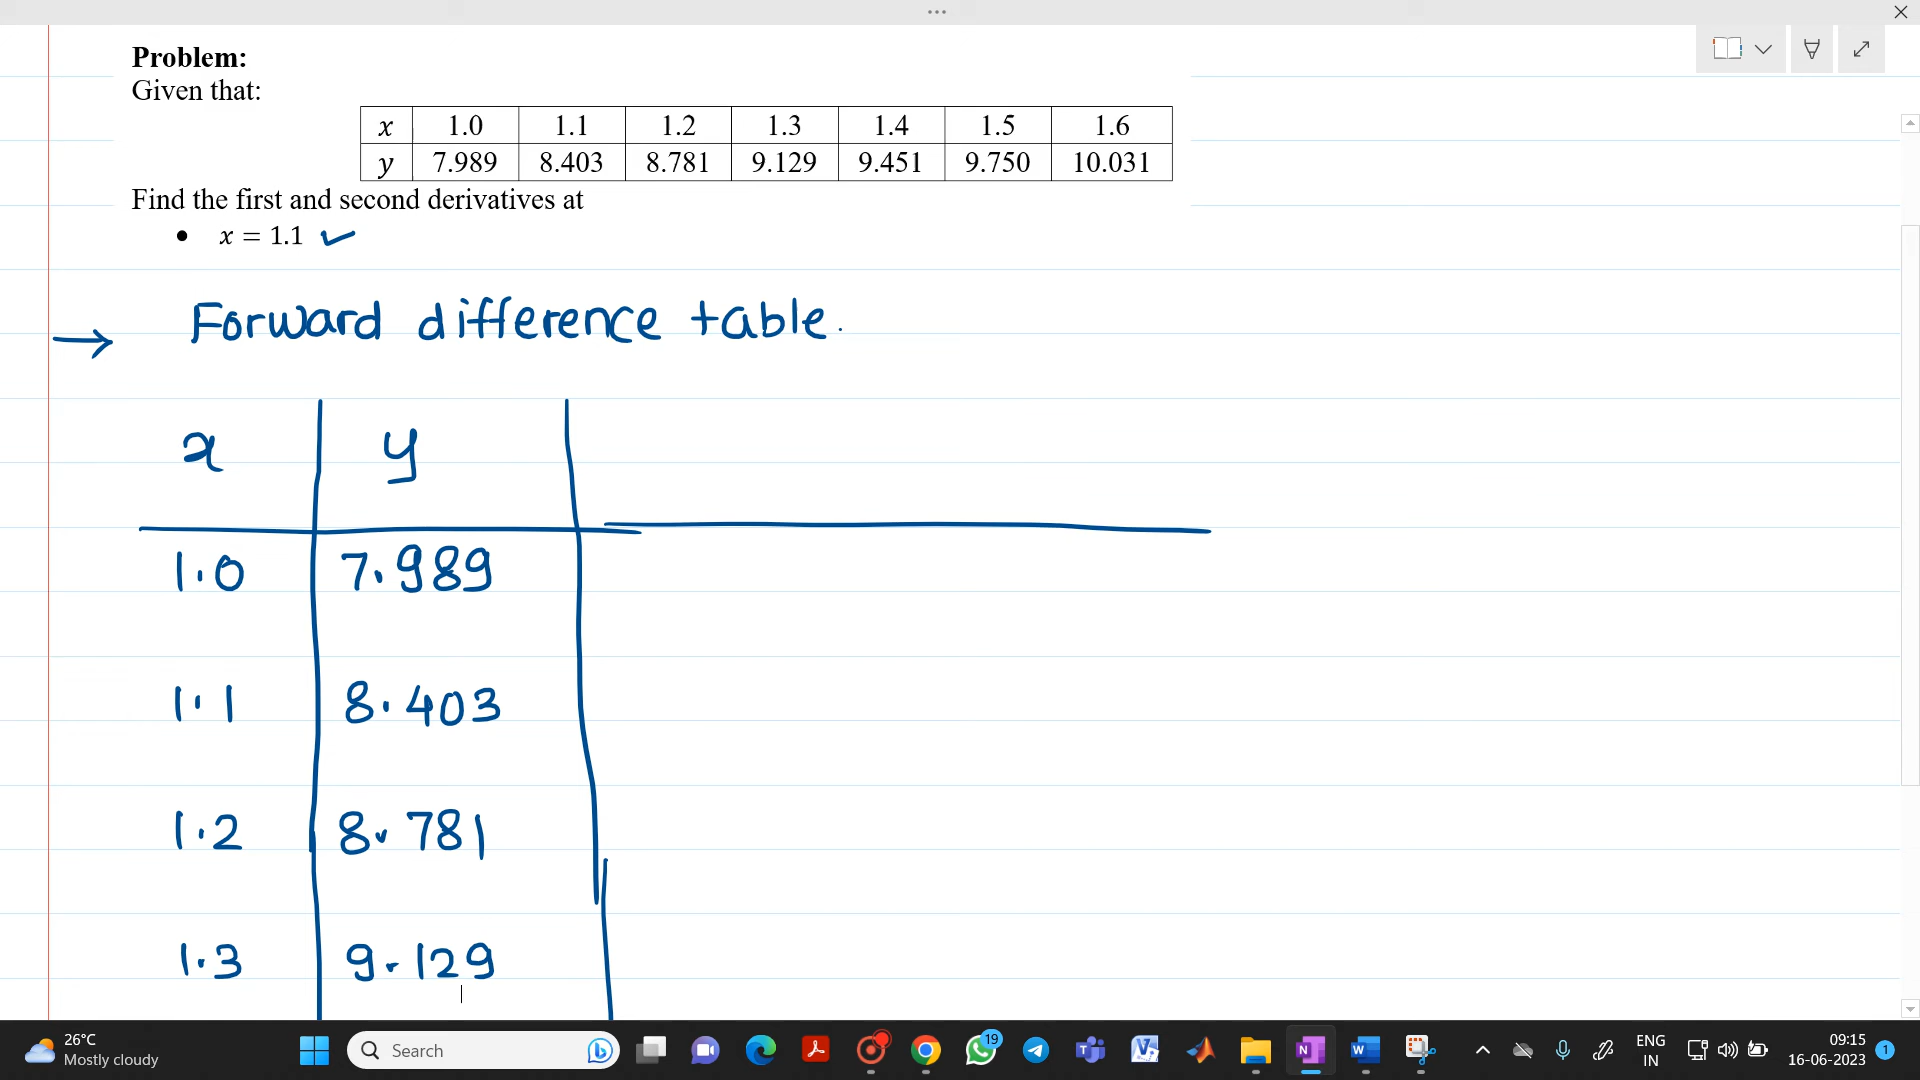 Problem:
Given that:
x 1.0 1.1 1.2 1.3 1.4 1.5 1.6
y 7.989 8.403 8.781 9.129 9.451 9.750 10.031
Find the first and second derivatives at
• x = 1.1 ✓
→ Forward difference table.
x y
1.0 7.989
1.1 8.403
1.2 8.781
1.3 9.129
26°C
Mostly cloudy
Search
19
ENG
IN
09:15
16-06-2023
1